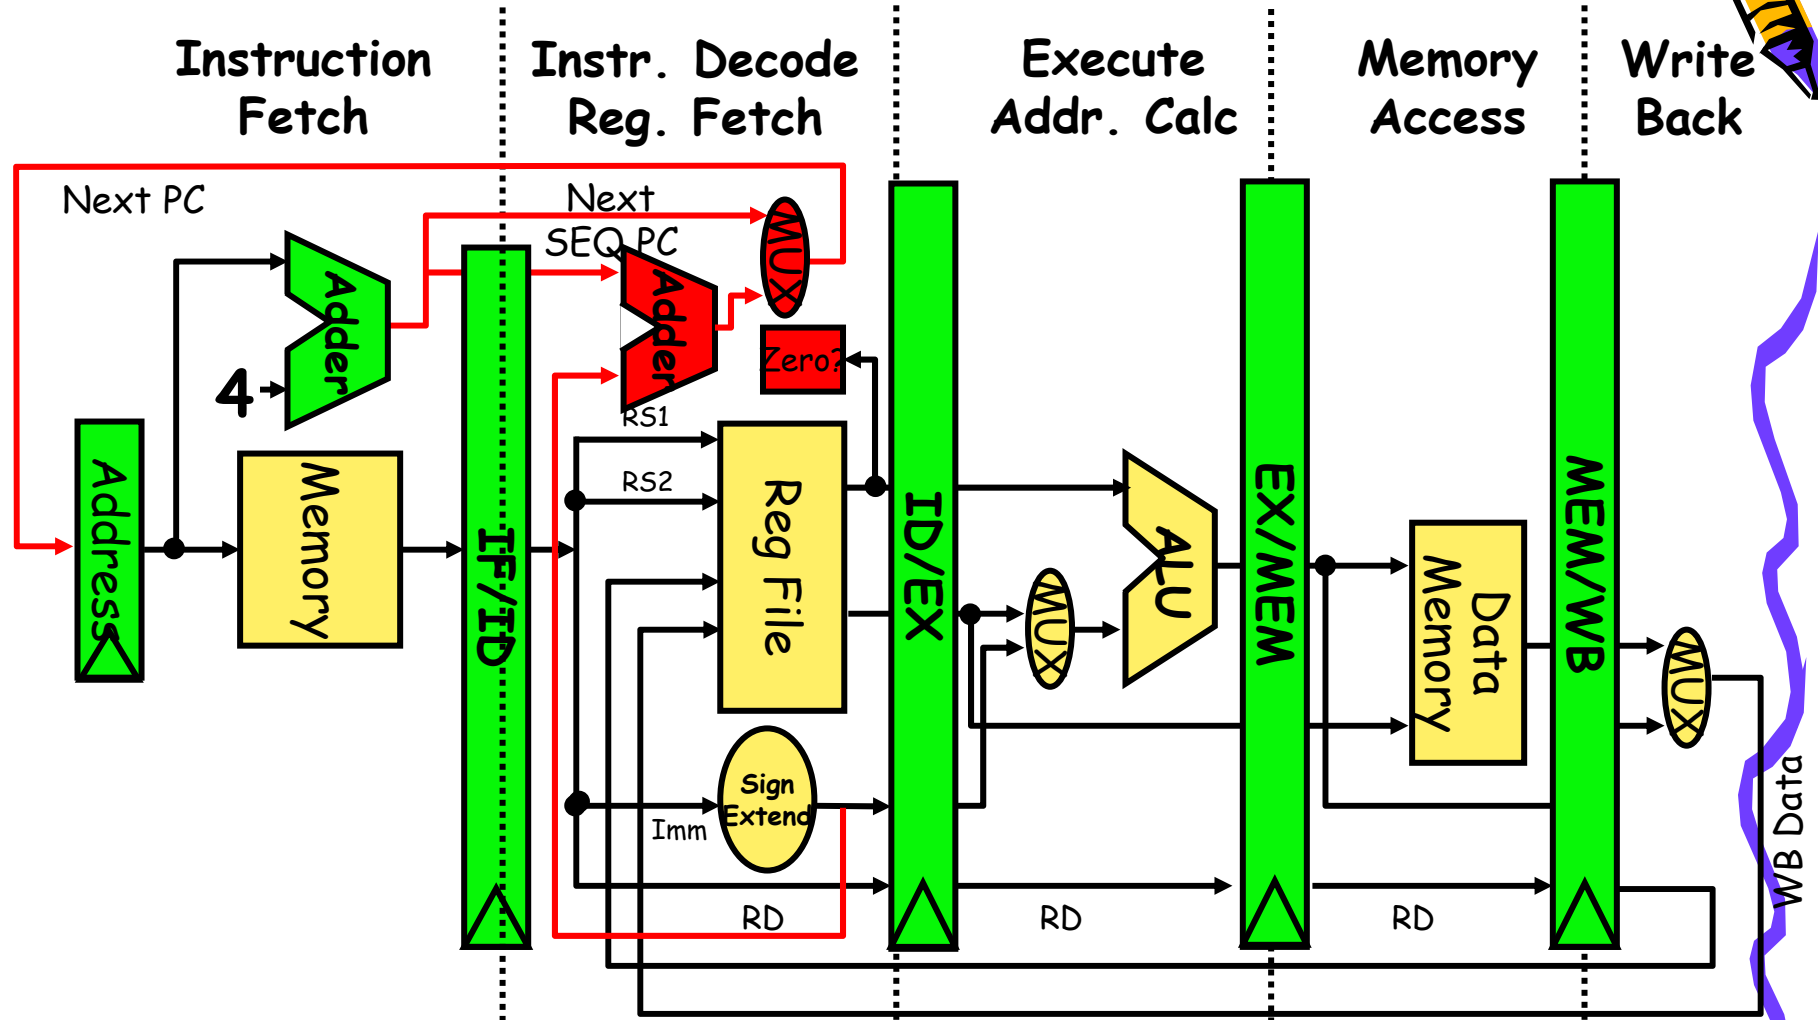 Instruction
Fetch
Instr. Decode
Reg. Fetch
Execute
Addr. Calc
Memory
Access
Write
Back
Next PC
Next
SEQ PC
MUX
Adder
Adder
Zero?
4
RS1
RS2
Address
Memory
IF/ID
Reg File
ID/EX
MUX
ALU
EX/MEM
Data
Memory
MEM/WB
MUX
Sign
Extend
Imm
WB Data
RD
RD
RD